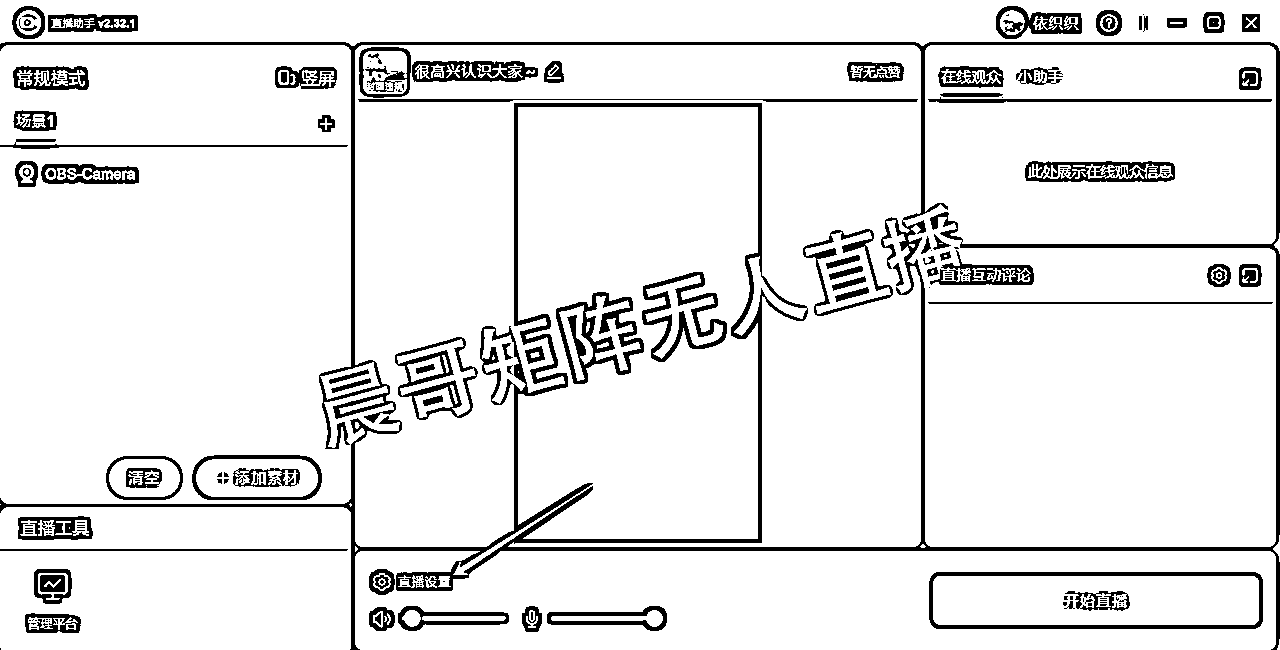 直播助手 v2.32.1
依织织
常规模式
竖屏
很高兴认识大家~
暂无点赞
在线观众
小助手
场景1
OBS-Camera
此处展示在线观众信息
晨哥矩阵无人直播
直播互动评论
清空
+ 添加素材
直播工具
管理平台
直播设置
开始直播